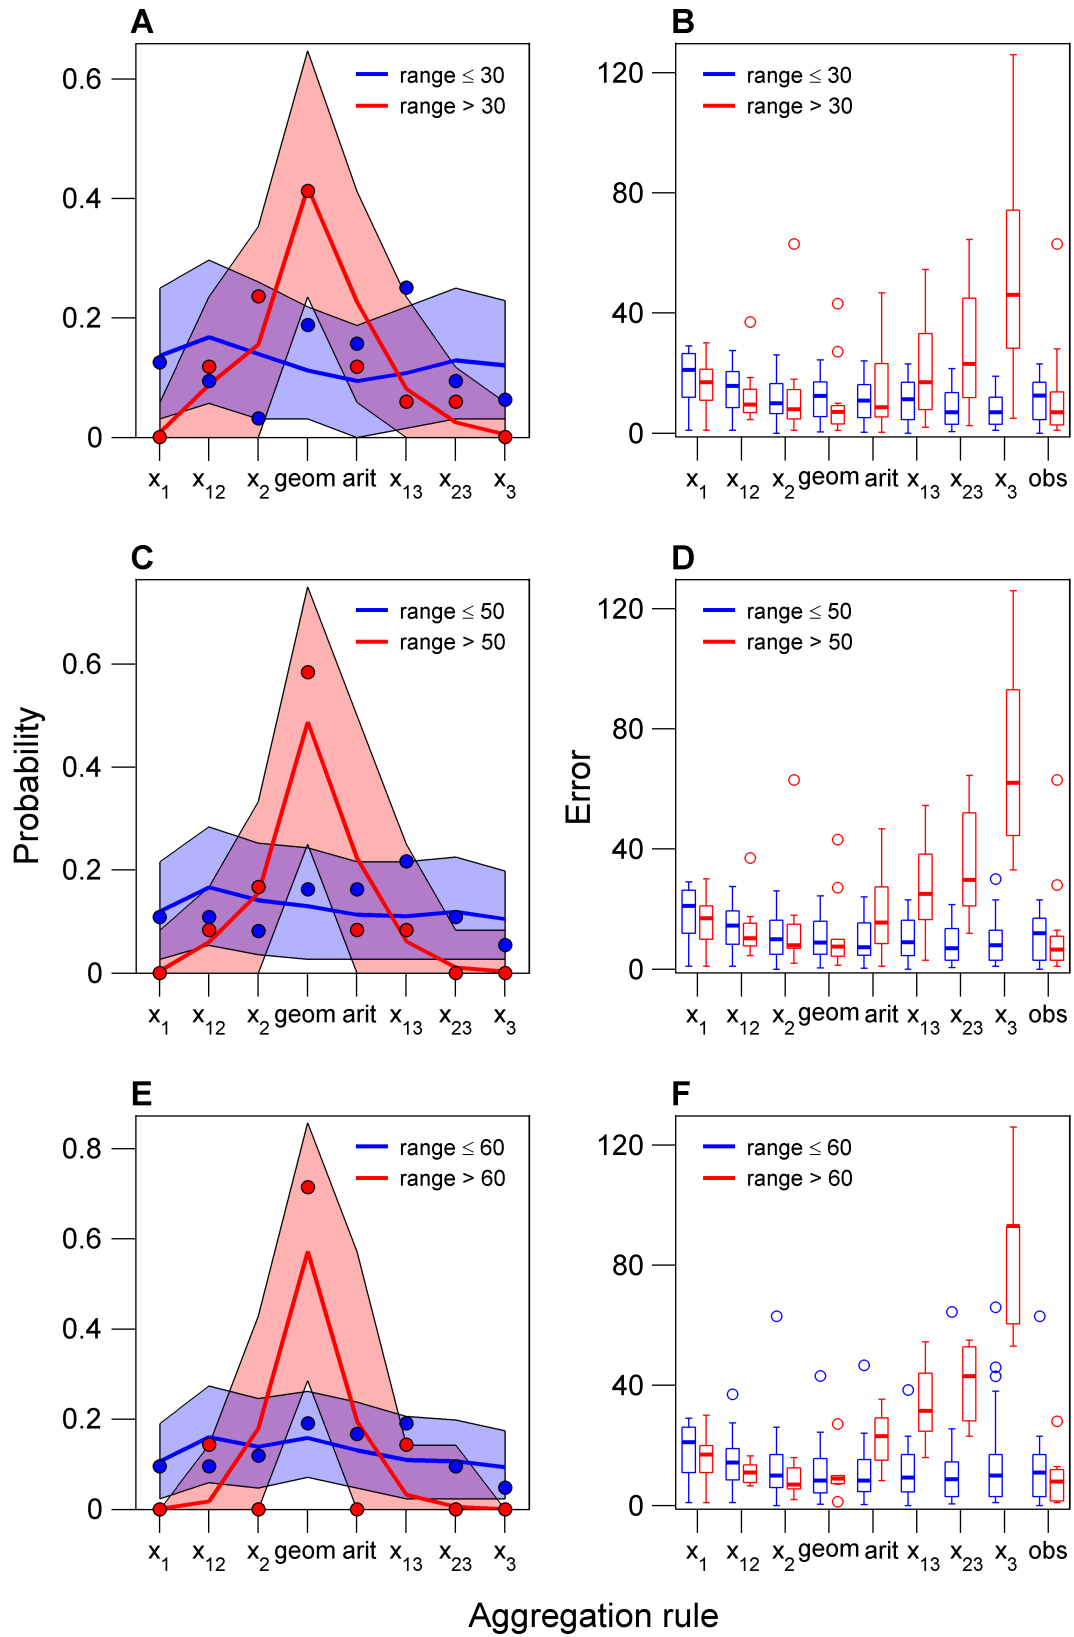 A
0.6
0.4
0.2
0
range ≤ 30
range > 30
x1 x12 x2 geom arit x13 x23 x3
B
120
80
40
0
range ≤ 30
range > 30
x1 x12 x2 geom arit x13 x23 x3 obs
C
0.6
0.4
0.2
0
range ≤ 50
range > 50
x1 x12 x2 geom arit x13 x23 x3
Probability
D
120
80
40
0
range ≤ 50
range > 50
x1 x12 x2 geom arit x13 x23 x3 obs
Error
E
0.8
0.6
0.4
0.2
0
range ≤ 60
range > 60
x1 x12 x2 geom arit x13 x23 x3
F
120
80
40
0
range ≤ 60
range > 60
x1 x12 x2 geom arit x13 x23 x3 obs
Aggregation rule